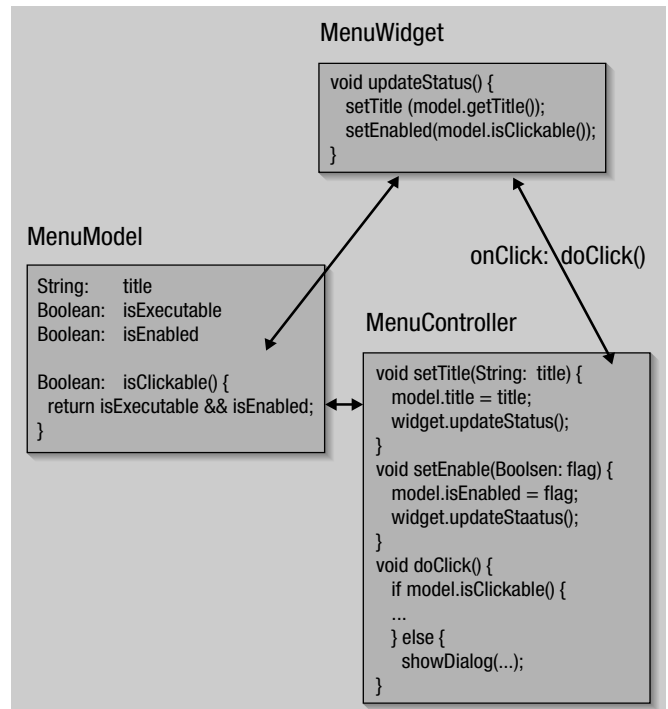 MenuWidget
void updateStatus() {
setTitle (model.getTitle());
setEnabled(model.isClickable());
}
MenuModel
String: title
Boolean: isExecutable
Boolean: isEnabled
Boolean: isClickable() {
return isExecutable && isEnabled;
}
onClick: doClick()
MenuController
void setTitle(String: title) {
model.title = title;
widget.updateStatus();
}
void setEnable(Boolsen: flag) {
model.isEnabled = flag;
widget.updateStaatus();
}
void doClick() {
if model.isClickable() {
...
} else {
showDialog(...);
}